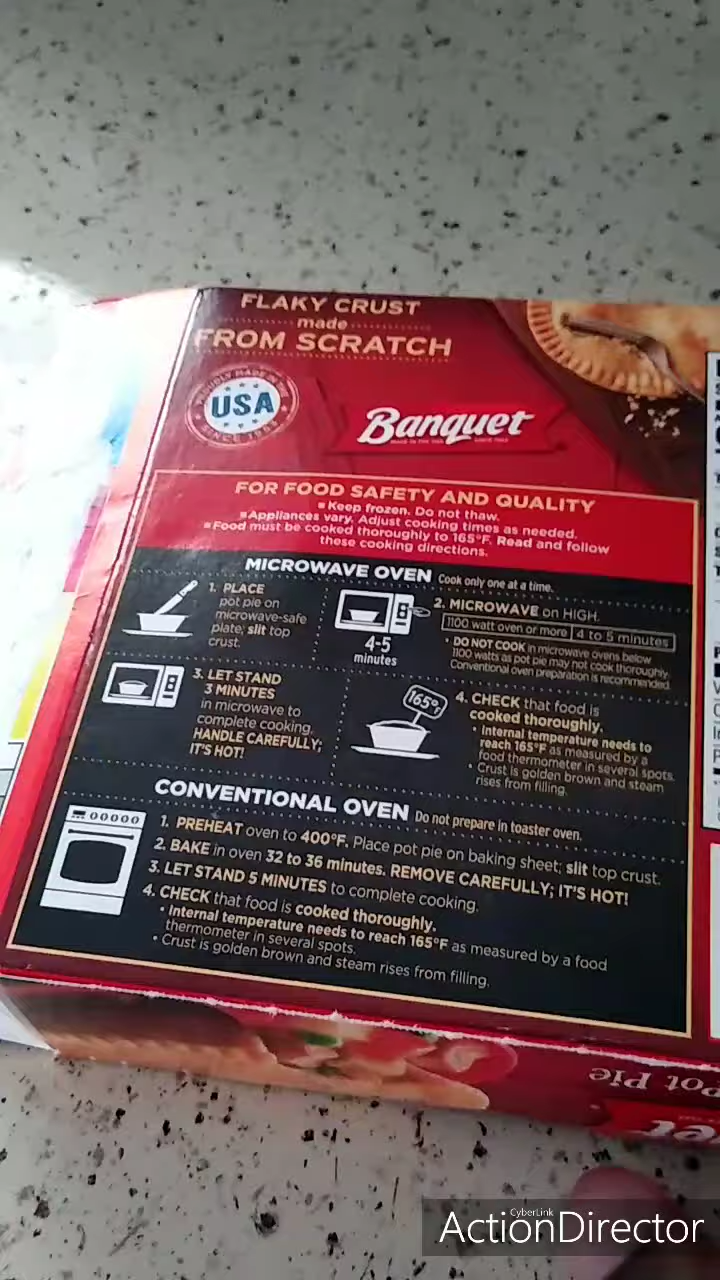 FLAKY CRUST
made
FROM SCRATCH
PROUDLY MADE IN THE
USA
SINCE
Banquet
FOR FOOD SAFETY AND QUALITY
▪ Keep frozen. Do not thaw.
▪ Appliances vary. Adjust cooking times as needed.
▪ Food must be cooked thoroughly to 165°F. Read and follow
these cooking directions.
MICROWAVE OVEN Cook only one at a time.
1. PLACE
pot pie on
microwave-safe
plate; slit top
crust.
4-5
minutes
2. MICROWAVE on HIGH.
1100 watt oven or more | 4 to 5 minutes
• DO NOT COOK in microwave ovens below
1100 watts as pot pie may not cook thoroughly.
Conventional oven preparation is recommended.
3. LET STAND
3 MINUTES
in microwave to
complete cooking.
HANDLE CAREFULLY;
IT'S HOT!
165°F
4. CHECK that food is
cooked thoroughly.
• Internal temperature needs to
reach 165°F as measured by a
food thermometer in several spots.
• Crust is golden brown and steam
rises from filling.
CONVENTIONAL OVEN Do not prepare in toaster oven.
1. PREHEAT oven to 400°F. Place pot pie on baking sheet; slit top crust.
2. BAKE in oven 32 to 36 minutes. REMOVE CAREFULLY; IT'S HOT!
3. LET STAND 5 MINUTES to complete cooking.
4. CHECK that food is cooked thoroughly.
• Internal temperature needs to reach 165°F as measured by a food
thermometer in several spots.
• Crust is golden brown and steam rises from filling.
Pot Pie
CyberLink
ActionDirector